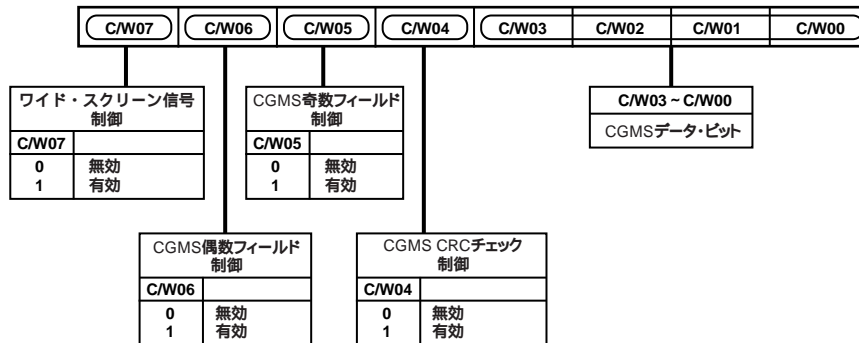 C/W07 C/W06 C/W05 C/W04 C/W03 C/W02 C/W01 C/W00
ワイド・スクリーン信号
制御
C/W07
0 無効
1 有効
CGMS奇数フィールド
制御
C/W05
0 無効
1 有効
C/W03 ~ C/W00
CGMSデータ・ビット
CGMS偶数フィールド
制御
C/W06
0 無効
1 有効
CGMS CRCチェック
制御
C/W04
0 無効
1 有効